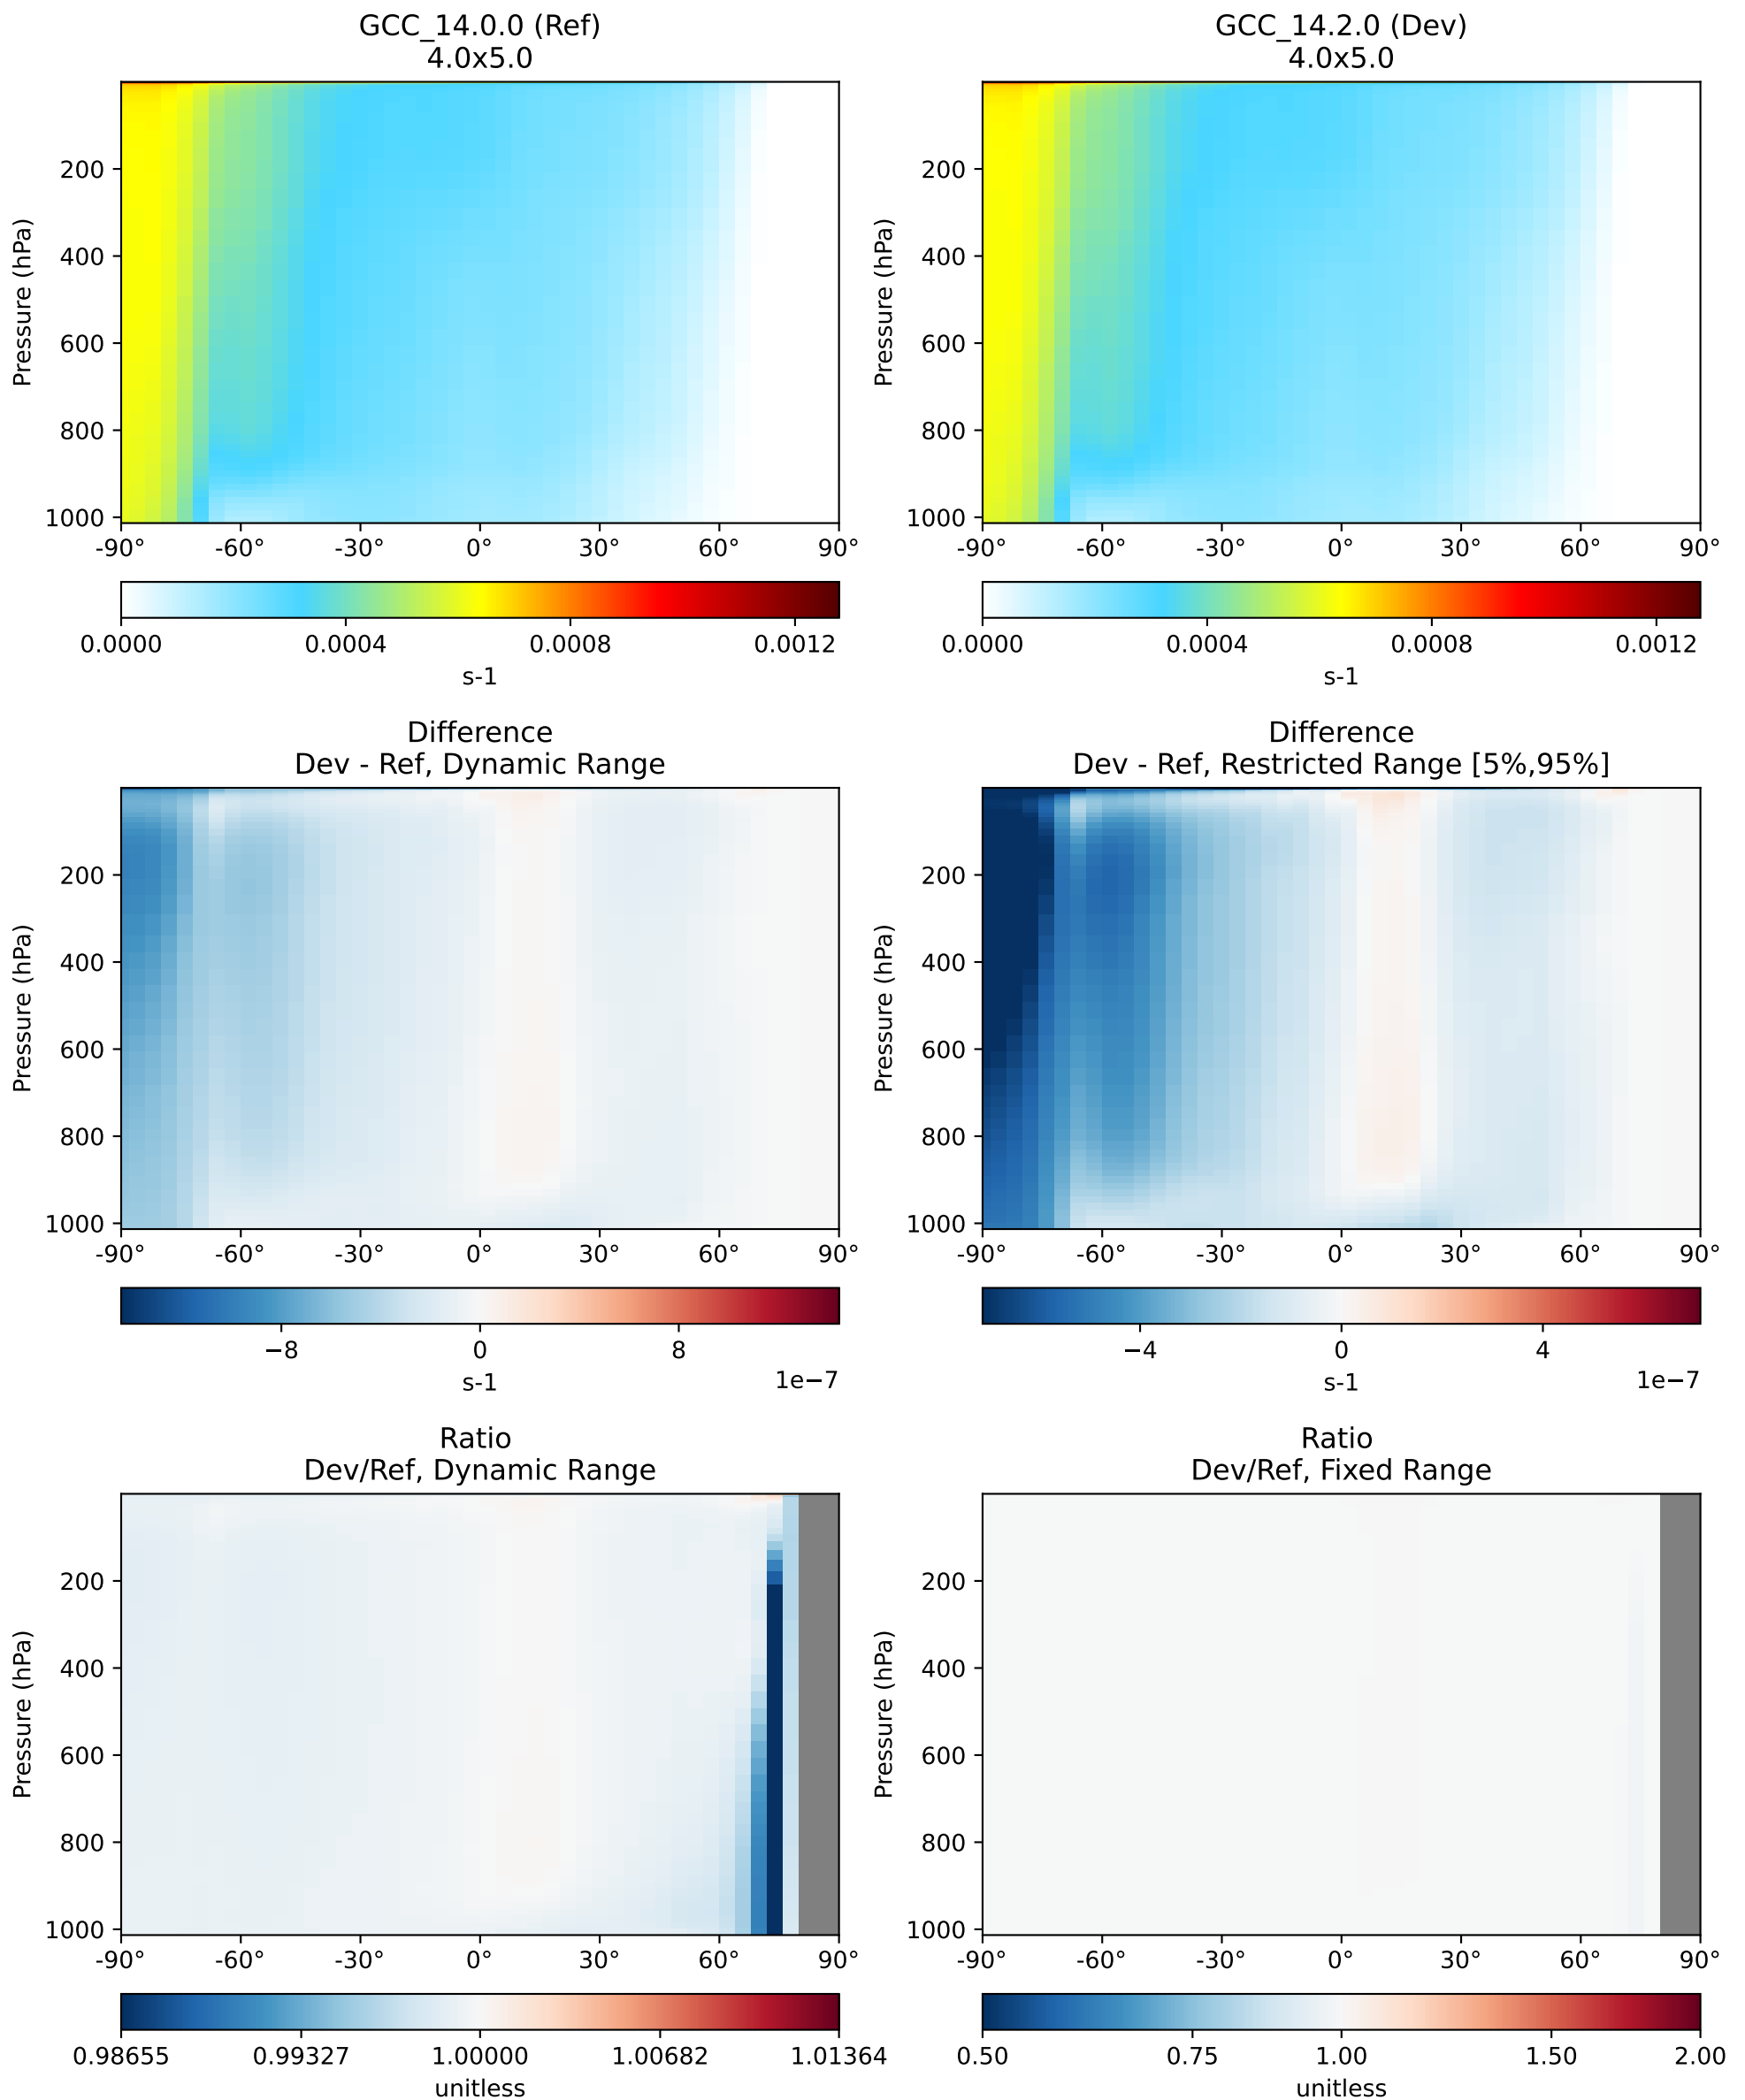 GCC_14.0.0 (Ref)
4.0x5.0
GCC_14.2.0 (Dev)
4.0x5.0
Pressure (hPa)
200
400
600
800
1000
-90° -60° -30° 0° 30° 60° 90°
0.0000 0.0004 0.0008 0.0012
s-1
Pressure (hPa)
200
400
600
800
1000
-90° -60° -30° 0° 30° 60° 90°
0.0000 0.0004 0.0008 0.0012
s-1
Difference
Dev - Ref, Dynamic Range
Pressure (hPa)
200
400
600
800
1000
-90° -60° -30° 0° 30° 60° 90°
−8 0 8
1e−7
s-1
Difference
Dev - Ref, Restricted Range [5%,95%]
Pressure (hPa)
200
400
600
800
1000
-90° -60° -30° 0° 30° 60° 90°
−4 0 4
1e−7
s-1
Ratio
Dev/Ref, Dynamic Range
Pressure (hPa)
200
400
600
800
1000
-90° -60° -30° 0° 30° 60° 90°
0.98655 0.99327 1.00000 1.00682 1.01364
unitless
Ratio
Dev/Ref, Fixed Range
Pressure (hPa)
200
400
600
800
1000
-90° -60° -30° 0° 30° 60° 90°
0.50 0.75 1.00 1.50 2.00
unitless